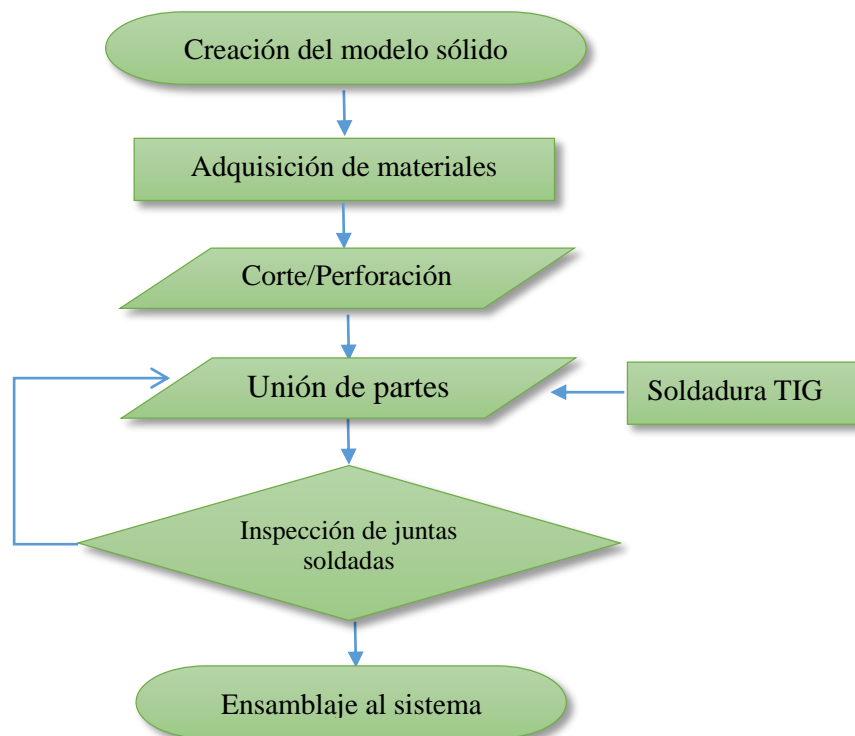 Creación del modelo sólido
Adquisición de materiales
Corte/Perforación
Unión de partes
Soldadura TIG
Inspección de juntas
soldadas
Ensamblaje al sistema